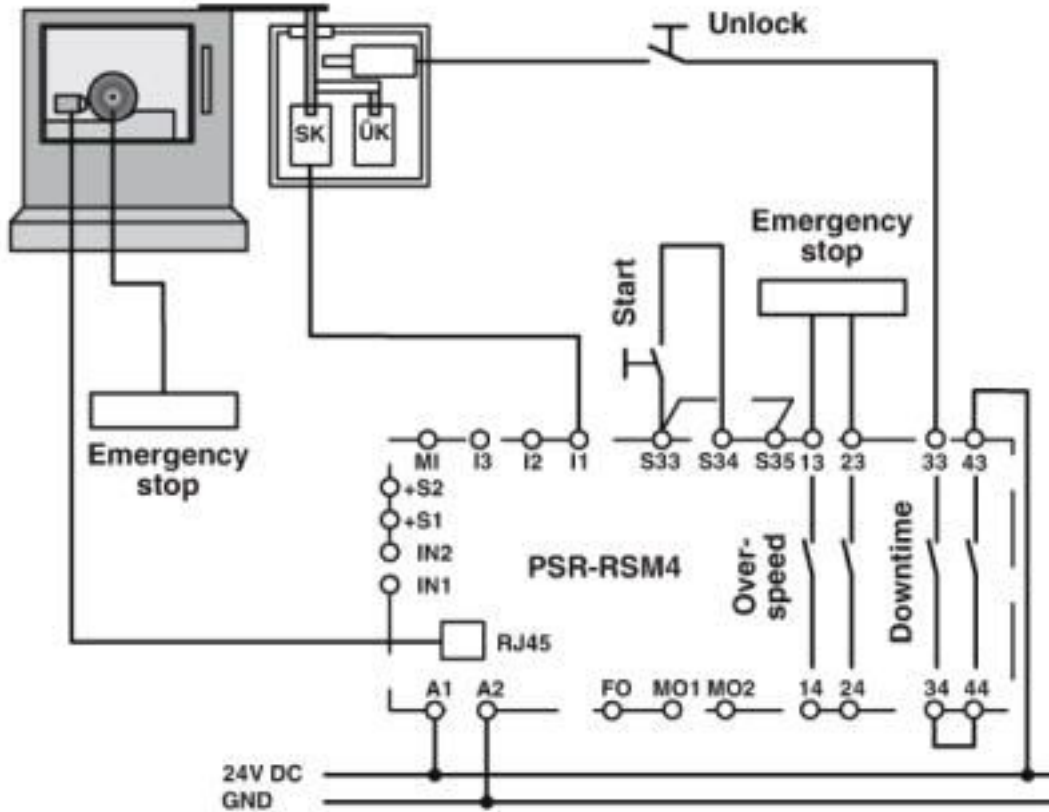 Unlock
SK ÜK
Emergency
stop
Start
Emergency
stop
MI I3 I2 I1 S33 S34 S35 13 23 33 43
+S2
+S1
IN2
IN1
PSR-RSM4
Over-
speed
Downtime
RJ45
A1 A2 FO MO1 MO2 14 24 34 44
24V DC
GND